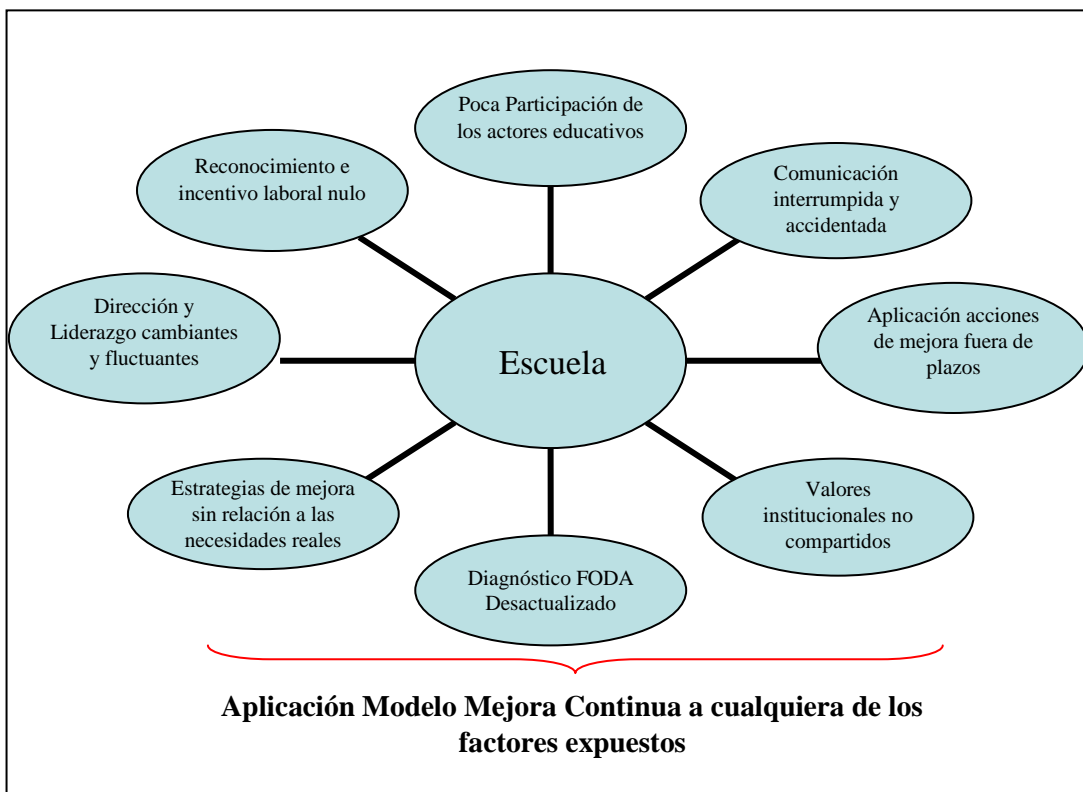 Poca Participación de
los actores educativos
Reconocimiento e
incentivo laboral nulo
Comunicación
interrumpida y
accidentada
Dirección y
Liderazgo cambiantes
y fluctuantes
Escuela
Aplicación acciones
de mejora fuera de
plazos
Estrategias de mejora
sin relación a las
necesidades reales
Valores
institucionales no
compartidos
Diagnóstico FODA
Desactualizado
Aplicación Modelo Mejora Continua a cualquiera de los
factores expuestos